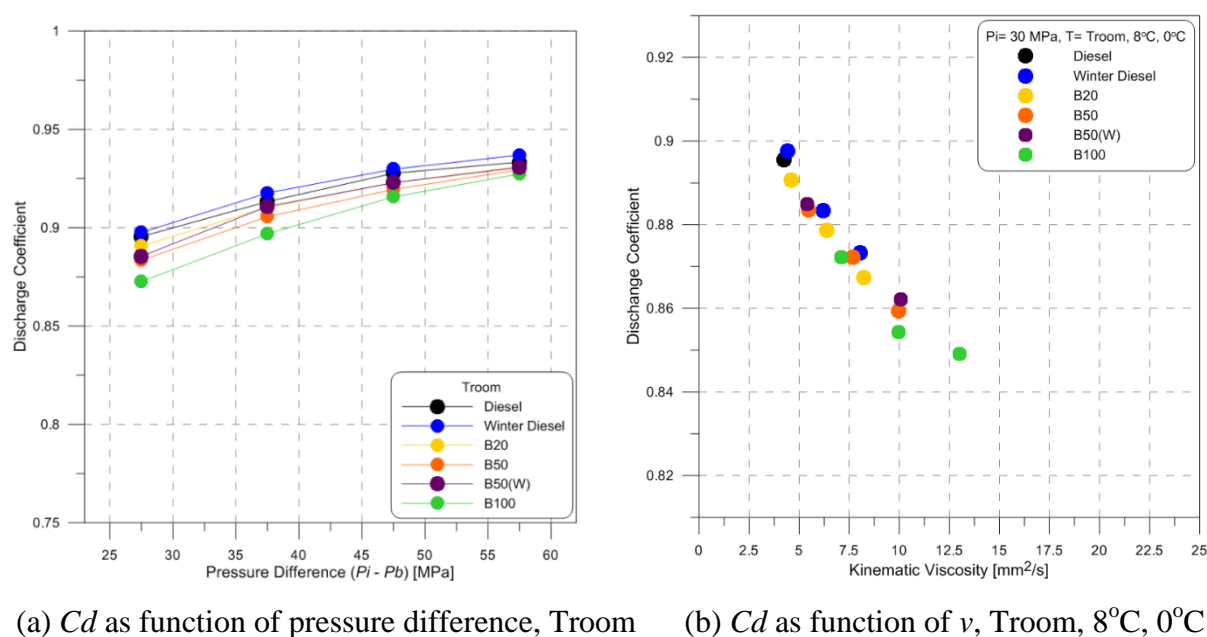 1
0.95
0.9
0.85
0.8
0.75
Discharge Coefficient
25 30 35 40 45 50 55 60
Pressure Difference (Pi - Pb) [MPa]
Troom
Diesel
Winter Diesel
B20
B50
B50(W)
B100
0.92
0.9
0.88
0.86
0.84
0.82
Dischange Coefficient
0 2.5 5 7.5 10 12.5 15 17.5 20 22.5 25
Kinematic Viscosity [mm²/s]
Pi= 30 MPa, T= Troom, 8ºC, 0ºC
Diesel
Winter Diesel
B20
B50
B50(W)
B100
(a) Cd as function of pressure difference, Troom
(b) Cd as function of v, Troom, 8°C, 0°C